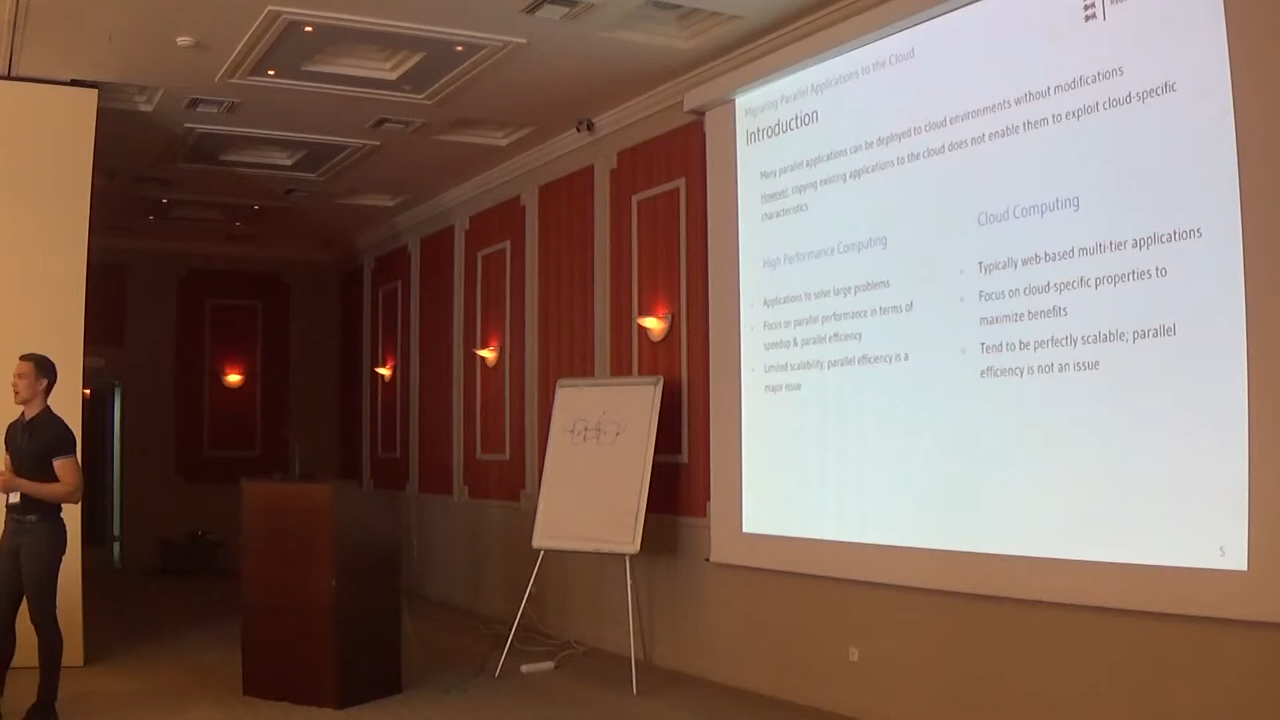 Migrating Parallel Applications to the Cloud
Introduction
Many parallel applications can be deployed to cloud environments without modifications
However, copying existing applications to the cloud does not enable them to exploit cloud-specific
characteristics
High Performance Computing
Applications to solve large problems
Focus on parallel performance in terms of
speedup & parallel efficiency
Limited scalability; parallel efficiency is a
major issue
Cloud Computing
Typically web-based multi-tier applications
Focus on cloud-specific properties to
maximize benefits
Tend to be perfectly scalable; parallel
efficiency is not an issue
5